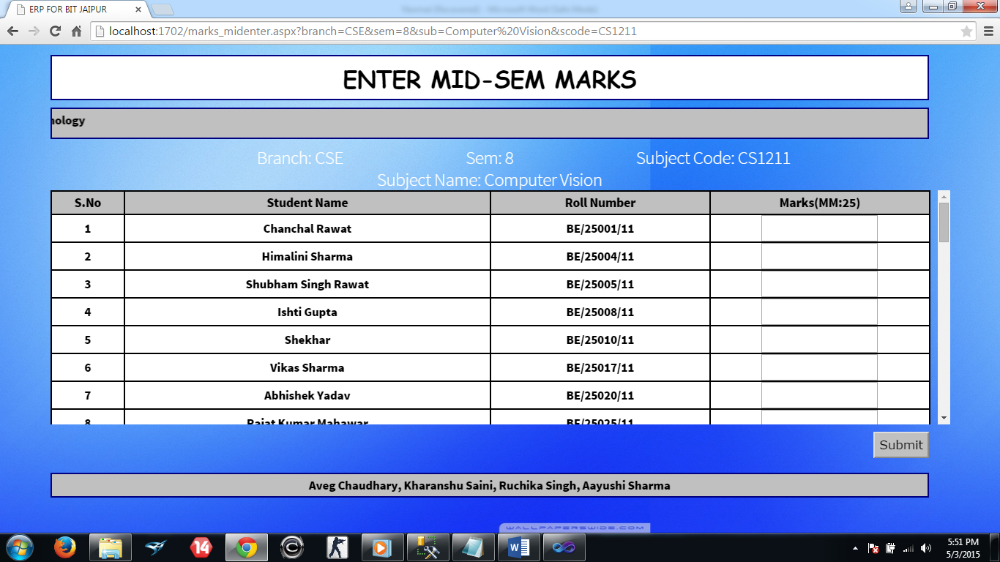 ERP FOR BIT JAIPUR
localhost:1702/marks_midenter.aspx?branch=CSE&sem=8&sub=Computer%20Vision&scode=CS1211
ENTER MID-SEM MARKS
nology
Branch: CSE Sem: 8 Subject Code: CS1211
Subject Name: Computer Vision
S.No Student Name Roll Number Marks(MM:25)
1 Chanchal Rawat BE/25001/11
2 Himalini Sharma BE/25004/11
3 Shubham Singh Rawat BE/25005/11
4 Ishti Gupta BE/25008/11
5 Shekhar BE/25010/11
6 Vikas Sharma BE/25017/11
7 Abhishek Yadav BE/25020/11
8 Rajat Kumar Mahawar BE/25025/11
Submit
Aveg Chaudhary, Kharanshu Saini, Ruchika Singh, Aayushi Sharma
WALLPAPERSWIDE.COM
14
5:51 PM
5/3/2015